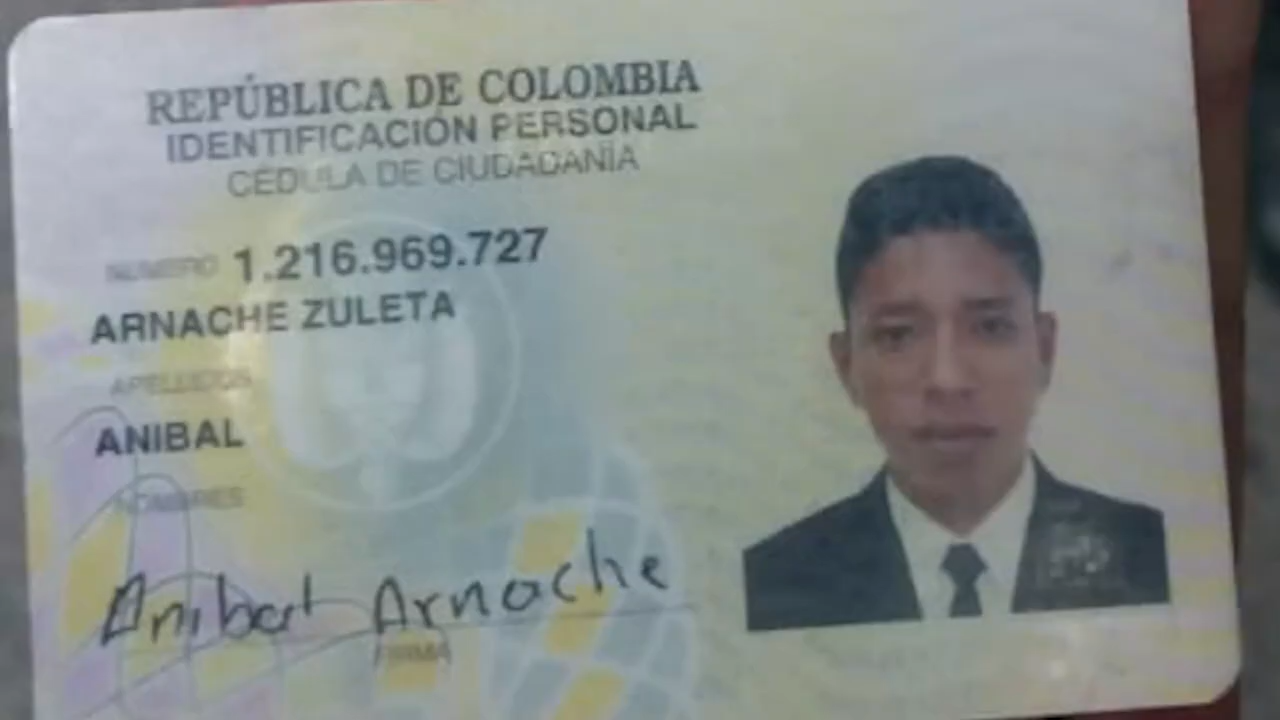 REPÚBLICA DE COLOMBIA
IDENTIFICACIÓN PERSONAL
CÉDULA DE CIUDADANÍA
NUMERO 1.216.969.727
ARNACHE ZULETA
APELLIDOS
ANIBAL
NOMBRES
Anibal Arnache
FIRMA